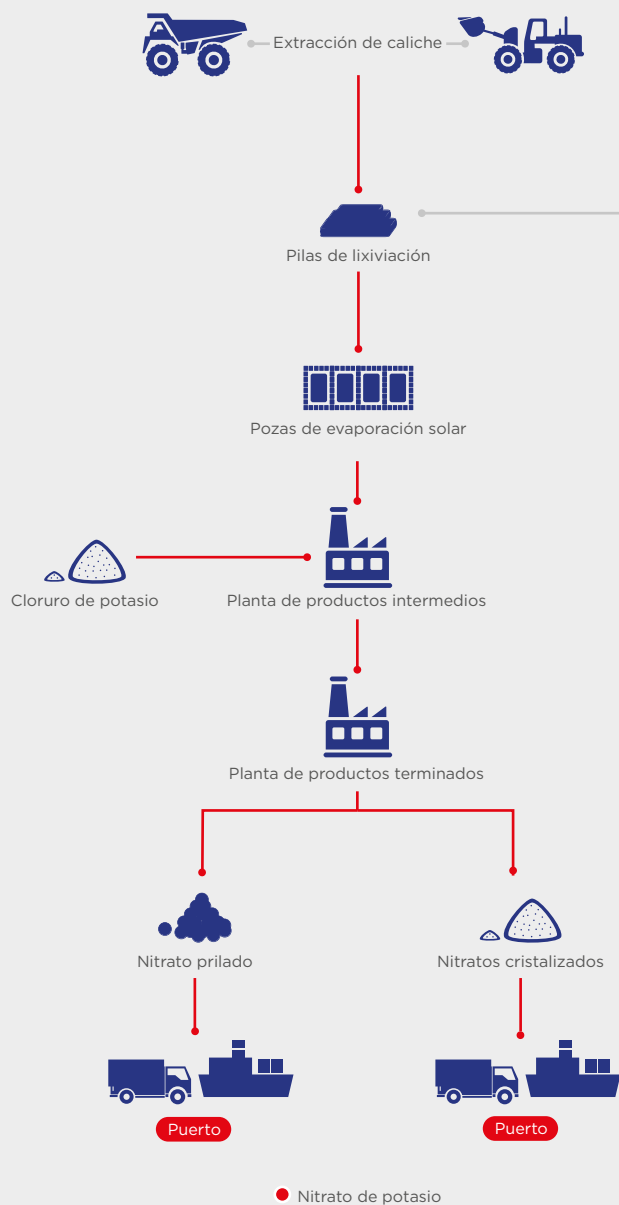 Extracción de caliche
Pilas de lixiviación
Pozas de evaporación solar
Cloruro de potasio
Planta de productos intermedios
Planta de productos terminados
Nitrato prilado
Nitratos cristalizados
Puerto
Puerto
Nitrato de potasio